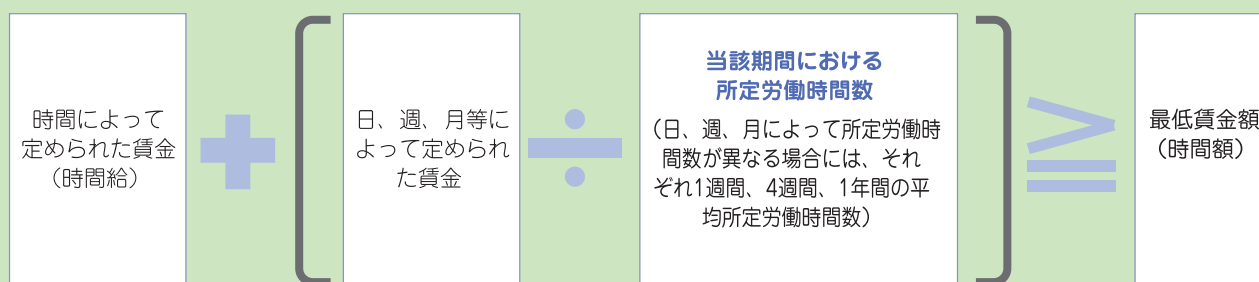 時間によって
定められた賃金
（時間給）
日、週、月等に
よって定められ
た賃金
当該期間における
所定労働時間数
（日、週、月によって所定労働時
間数が異なる場合には、それ
ぞれ1週間、4週間、1年間の平
均所定労働時間数）
最低賃金額
（時間額）